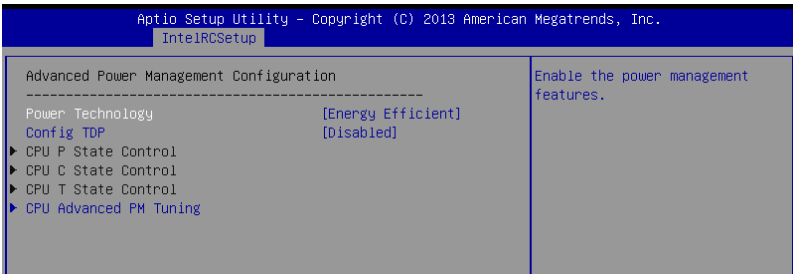 Aptio Setup Utility – Copyright (C) 2013 American Megatrends, Inc.
IntelRCSetup
Advanced Power Management Configuration
--------------------------------------------------
Power Technology [Energy Efficient]
Config TDP [Disabled]
CPU P State Control
CPU C State Control
CPU T State Control
CPU Advanced PM Tuning
Enable the power management
features.